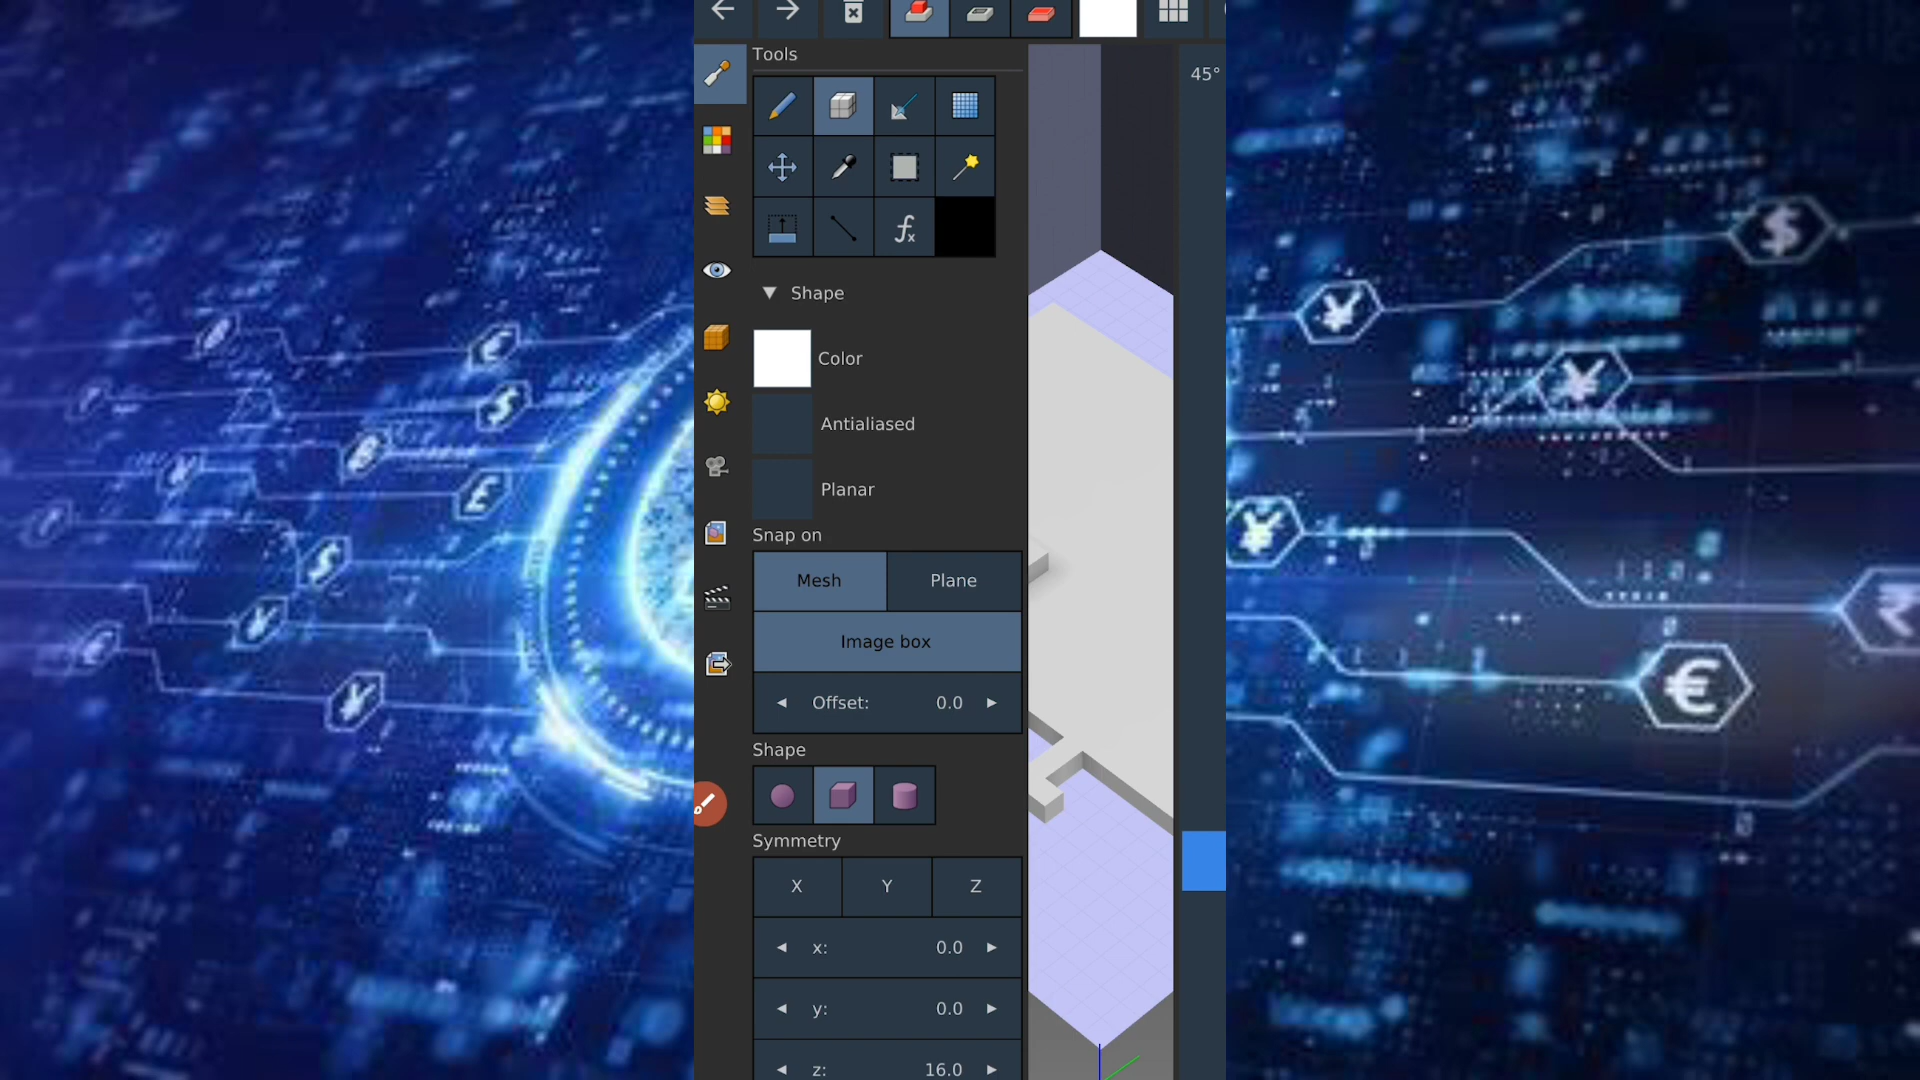 Tools
45°
Shape
Color
Antialiased
Planar
Snap on
Mesh Plane
Image box
Offset: 0.0
Shape
Symmetry
X Y Z
x: 0.0
y: 0.0
z: 16.0